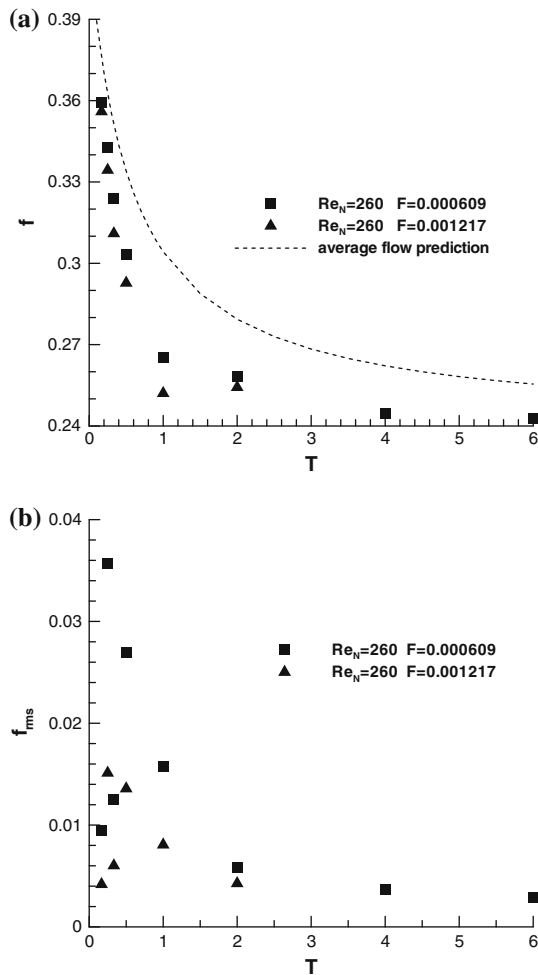 (a)
0.39
0.36
0.33
0.3
0.27
0.24
f
Re_N=260 F=0.000609
Re_N=260 F=0.001217
average flow prediction
0 1 2 3 4 5 6
T
(b)
0.04
0.03
0.02
0.01
0
f_rms
Re_N=260 F=0.000609
Re_N=260 F=0.001217
0 1 2 3 4 5 6
T